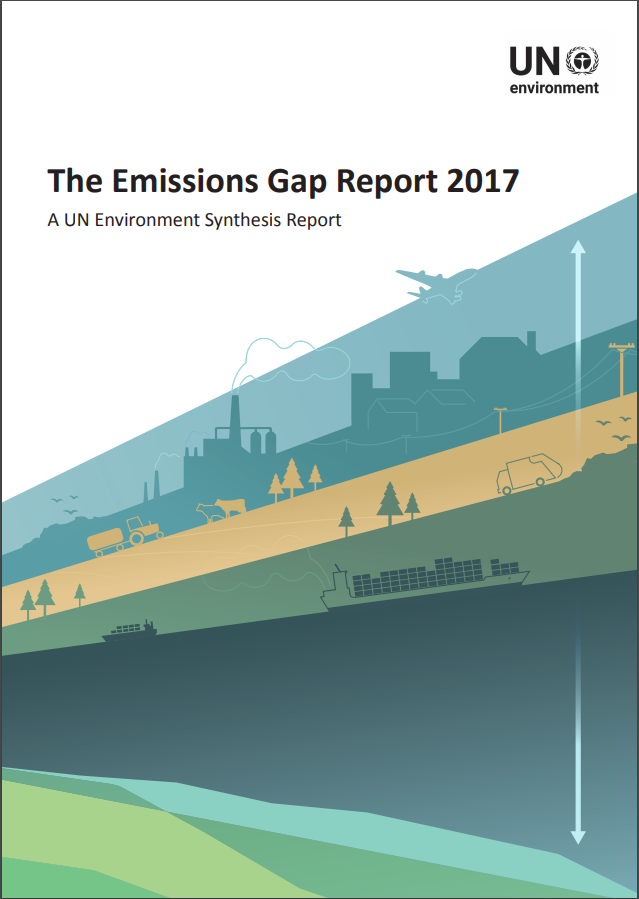 UN
environment
The Emissions Gap Report 2017
A UN Environment Synthesis Report